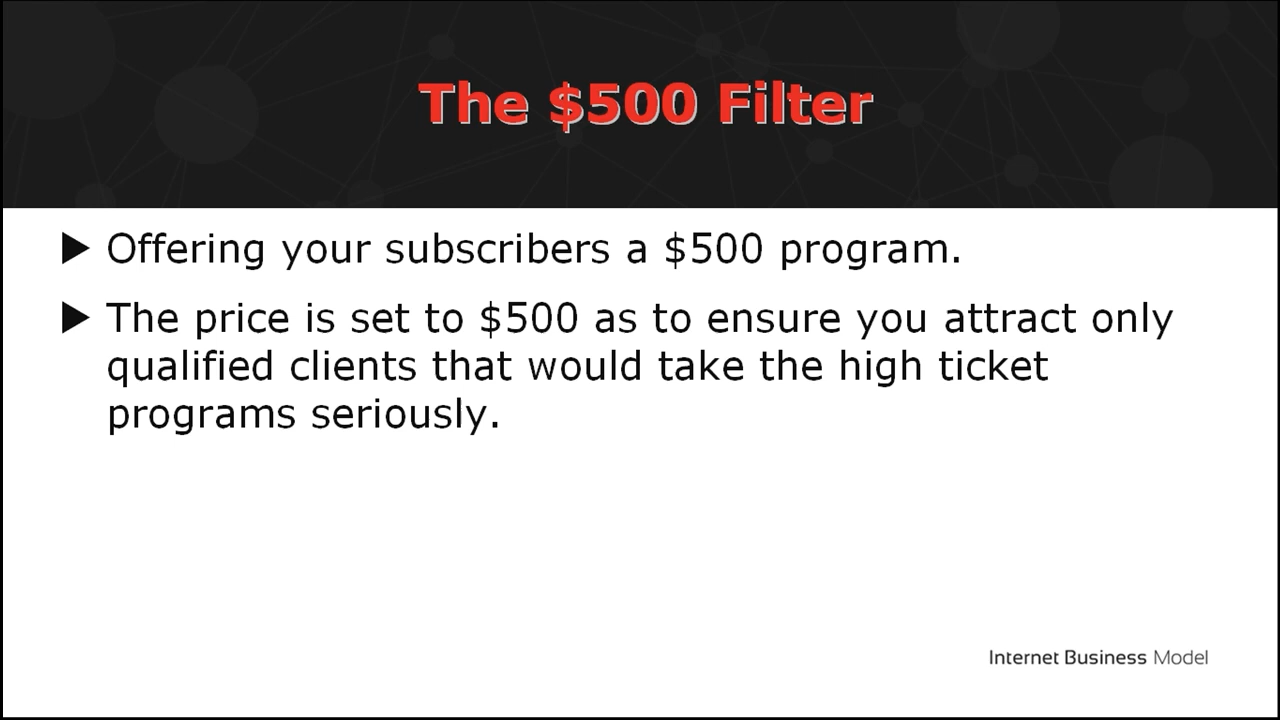 The $500 Filter
Offering your subscribers a $500 program.
The price is set to $500 as to ensure you attract only
qualified clients that would take the high ticket
programs seriously.
Internet Business Model